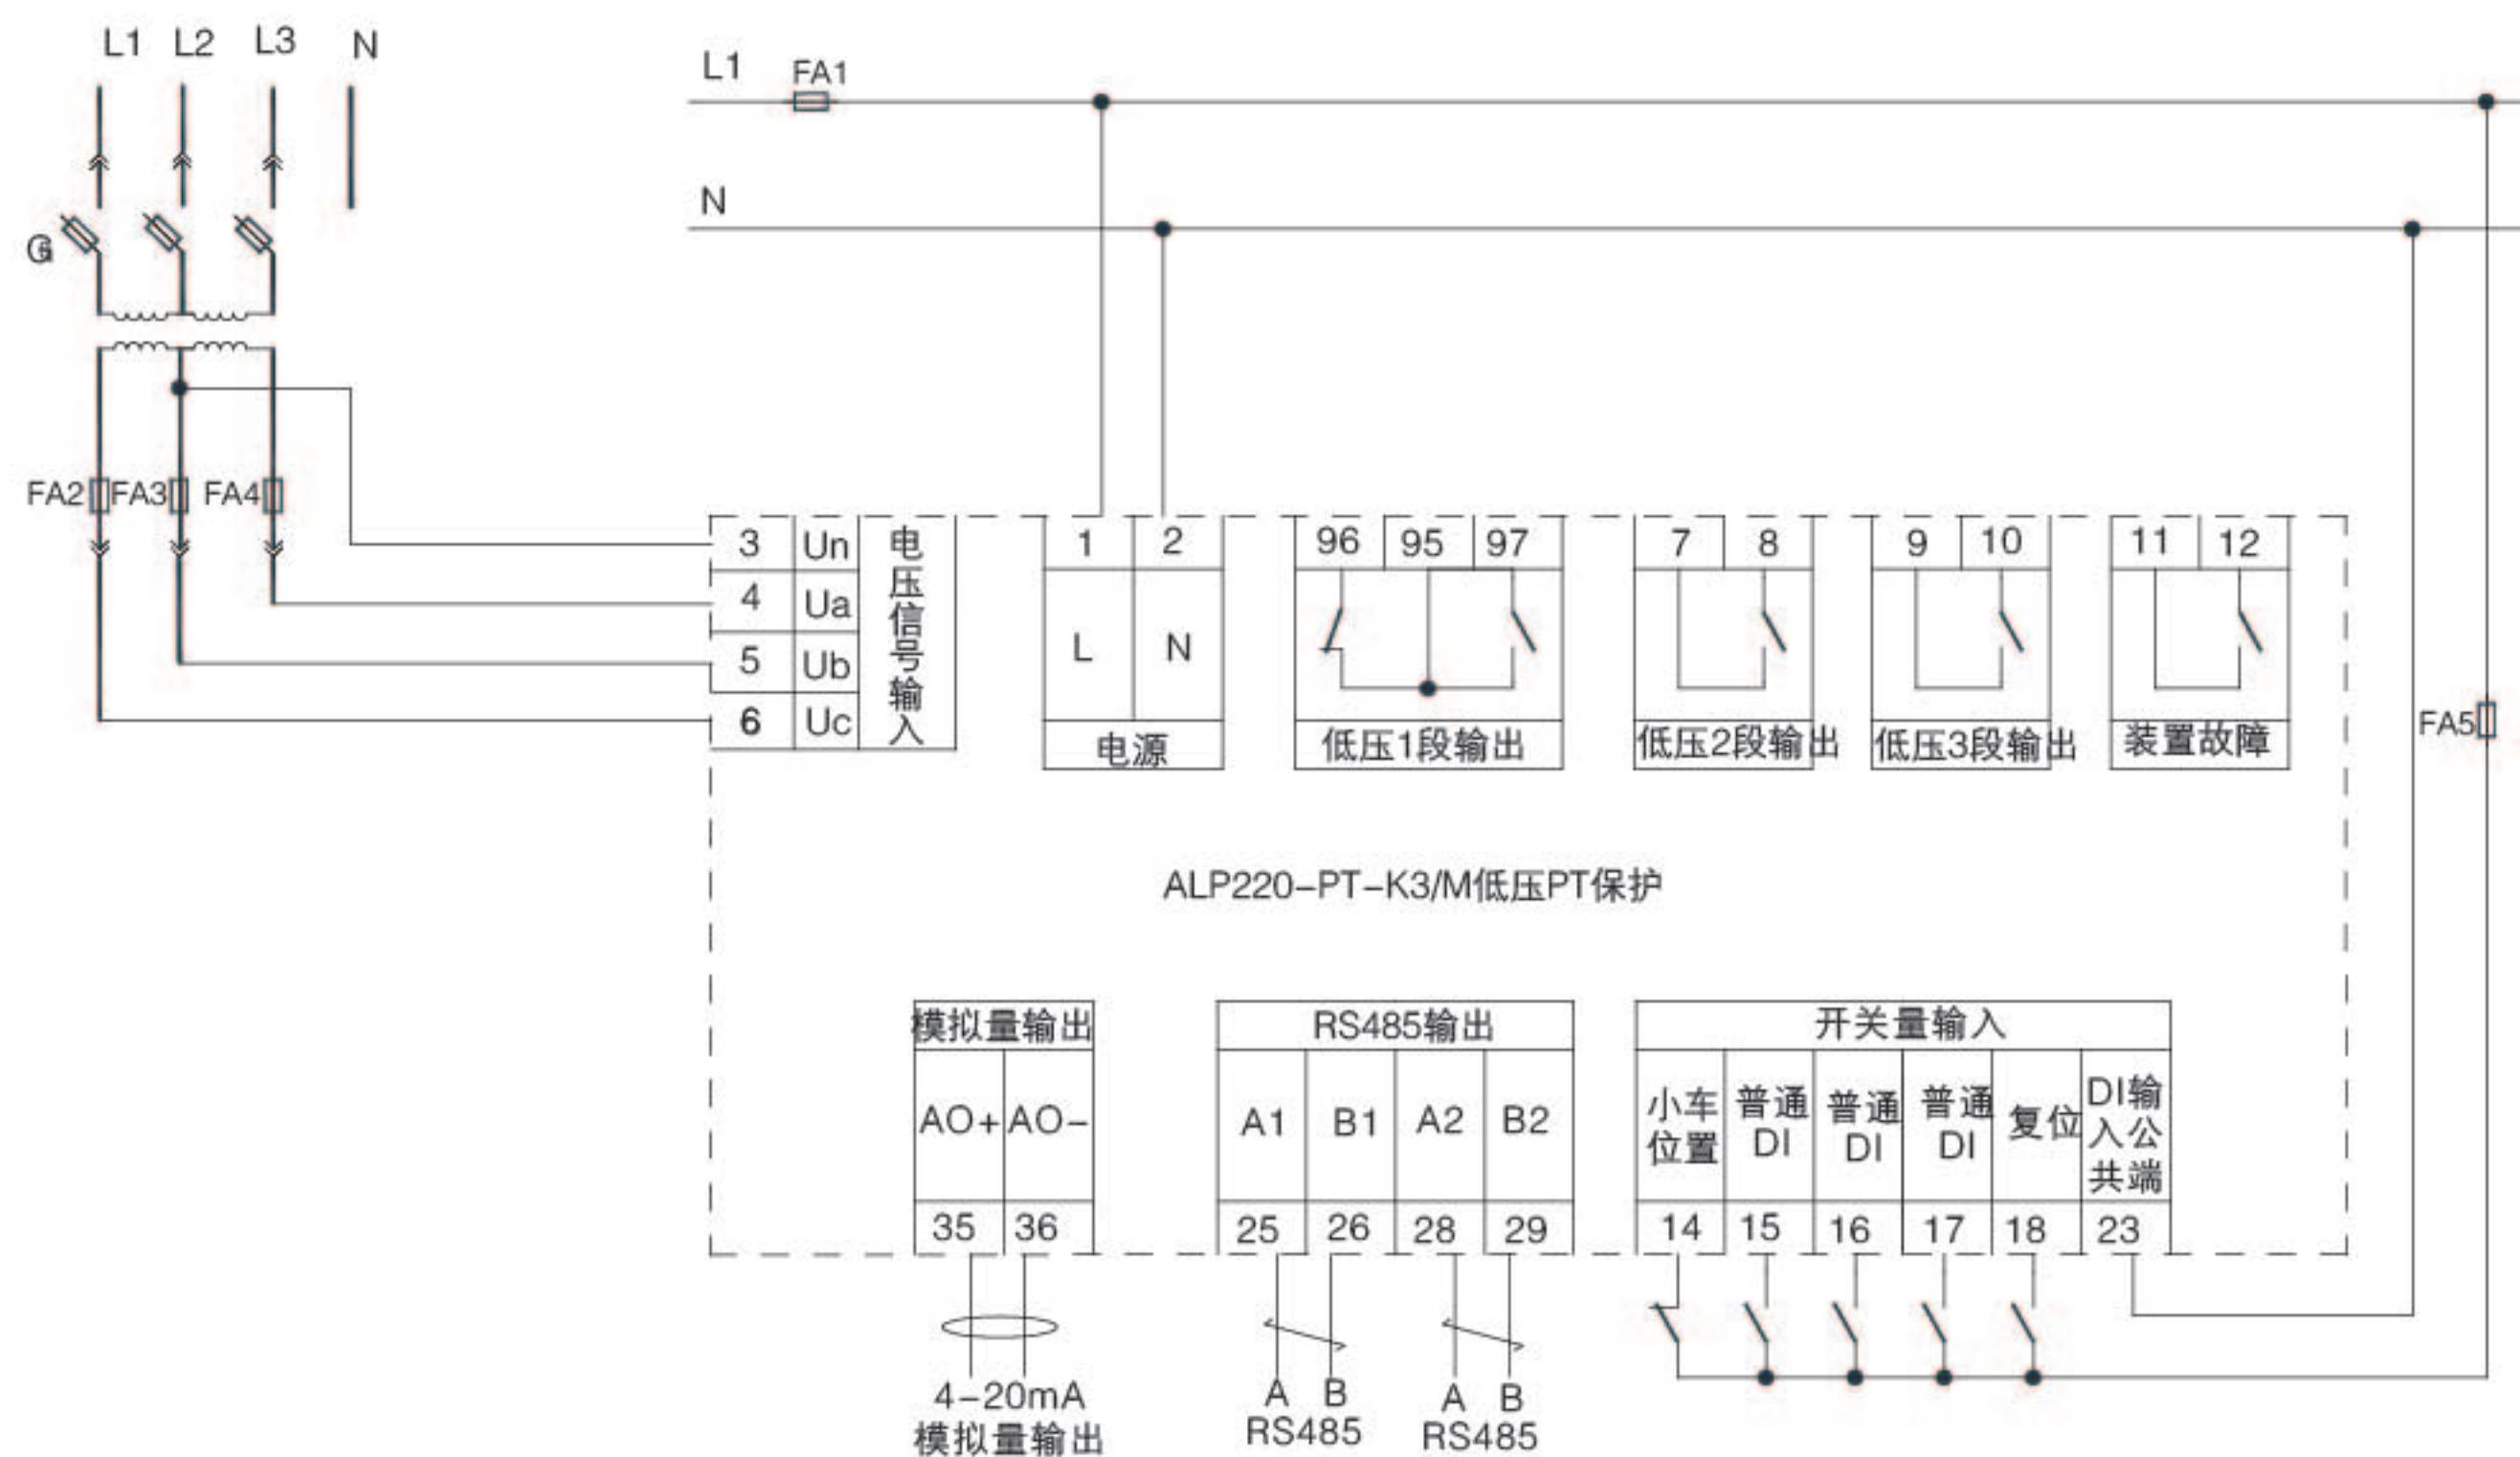 L1 L2 L3 N
L1 FA1
N
FA2 FA3 FA4
3 Un
4 Ua
5 Ub
6 Uc
电压信号输入
1 2
L N
电源
96 95 97
低压1段输出
7 8
低压2段输出
9 10
低压3段输出
11 12
装置故障
FA5
ALP220-PT-K3/M低压PT保护
模拟量输出
AO+ AO-
35 36
4-20mA
模拟量输出
RS485输出
A1 B1 A2 B2
25 26 28 29
A B A B
RS485 RS485
开关量输入
小车位置 普通DI 普通DI 普通DI 复位 DI输入公共端
14 15 16 17 18 23